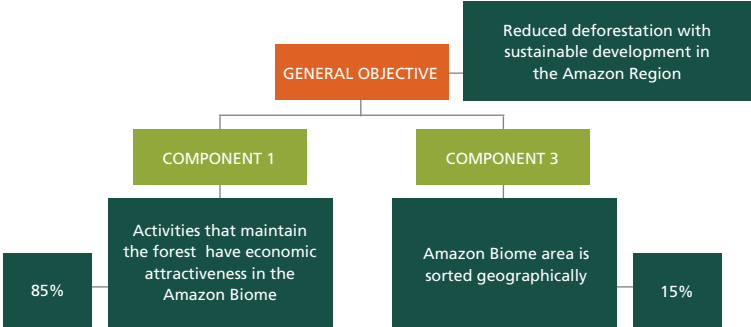 Reduced deforestation with
sustainable development in
the Amazon Region
GENERAL OBJECTIVE
COMPONENT 1
COMPONENT 3
Activities that maintain
the forest have economic
attractiveness in the
Amazon Biome
85%
Amazon Biome area is
sorted geographically
15%